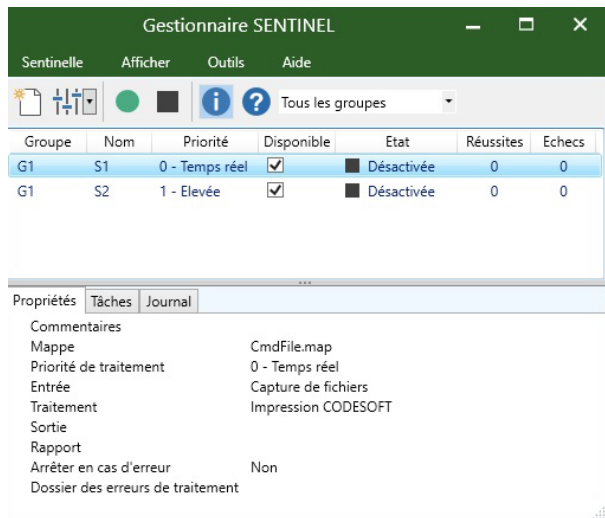 Gestionnaire SENTINEL
Sentinelle Afficher Outils Aide
Tous les groupes
Groupe Nom Priorité Disponible Etat Réussites Echecs
G1 S1 0 - Temps réel Désactivée 0 0
G1 S2 1 - Elevée Désactivée 0 0
Propriétés Tâches Journal
Commentaires
Mappe CmdFile.map
Priorité de traitement 0 - Temps réel
Entrée Capture de fichiers
Traitement Impression CODESOFT
Sortie
Rapport
Arrêter en cas d'erreur Non
Dossier des erreurs de traitement